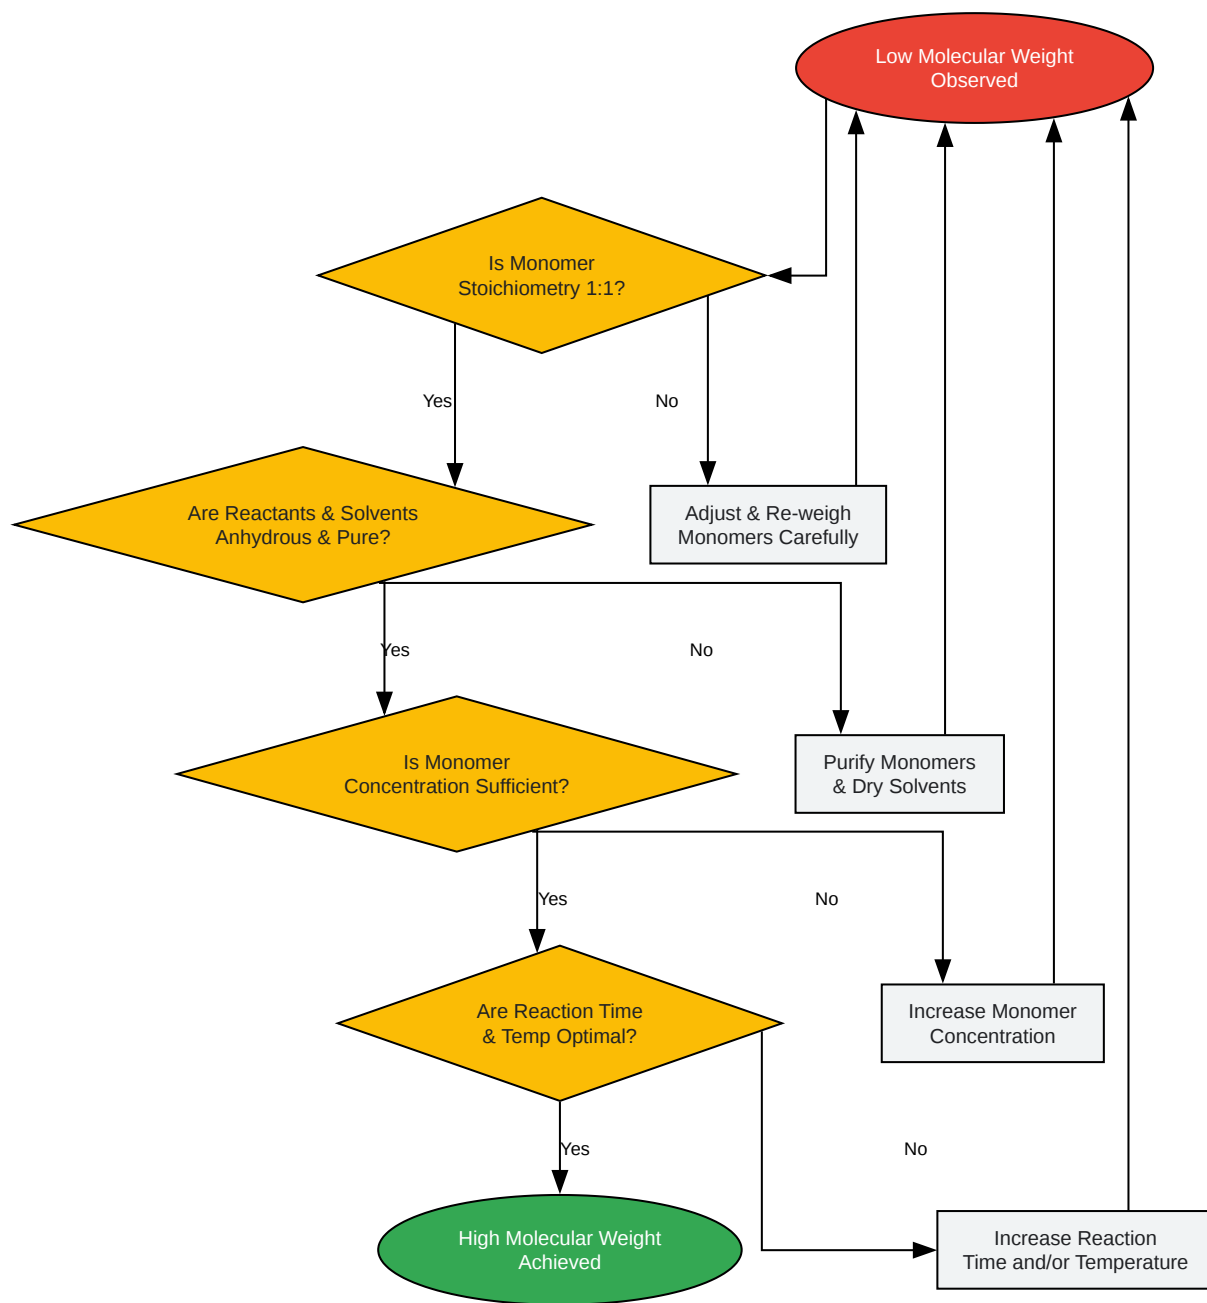 Low Molecular Weight
Observed
Is Monomer
Stoichiometry 1:1?
Yes
No
Are Reactants & Solvents
Anhydrous & Pure?
Adjust & Re-weigh
Monomers Carefully
Yes
No
Is Monomer
Concentration Sufficient?
Purify Monomers
& Dry Solvents
Yes
No
Are Reaction Time
& Temp Optimal?
Increase Monomer
Concentration
Yes
No
High Molecular Weight
Achieved
Increase Reaction
Time and/or Temperature